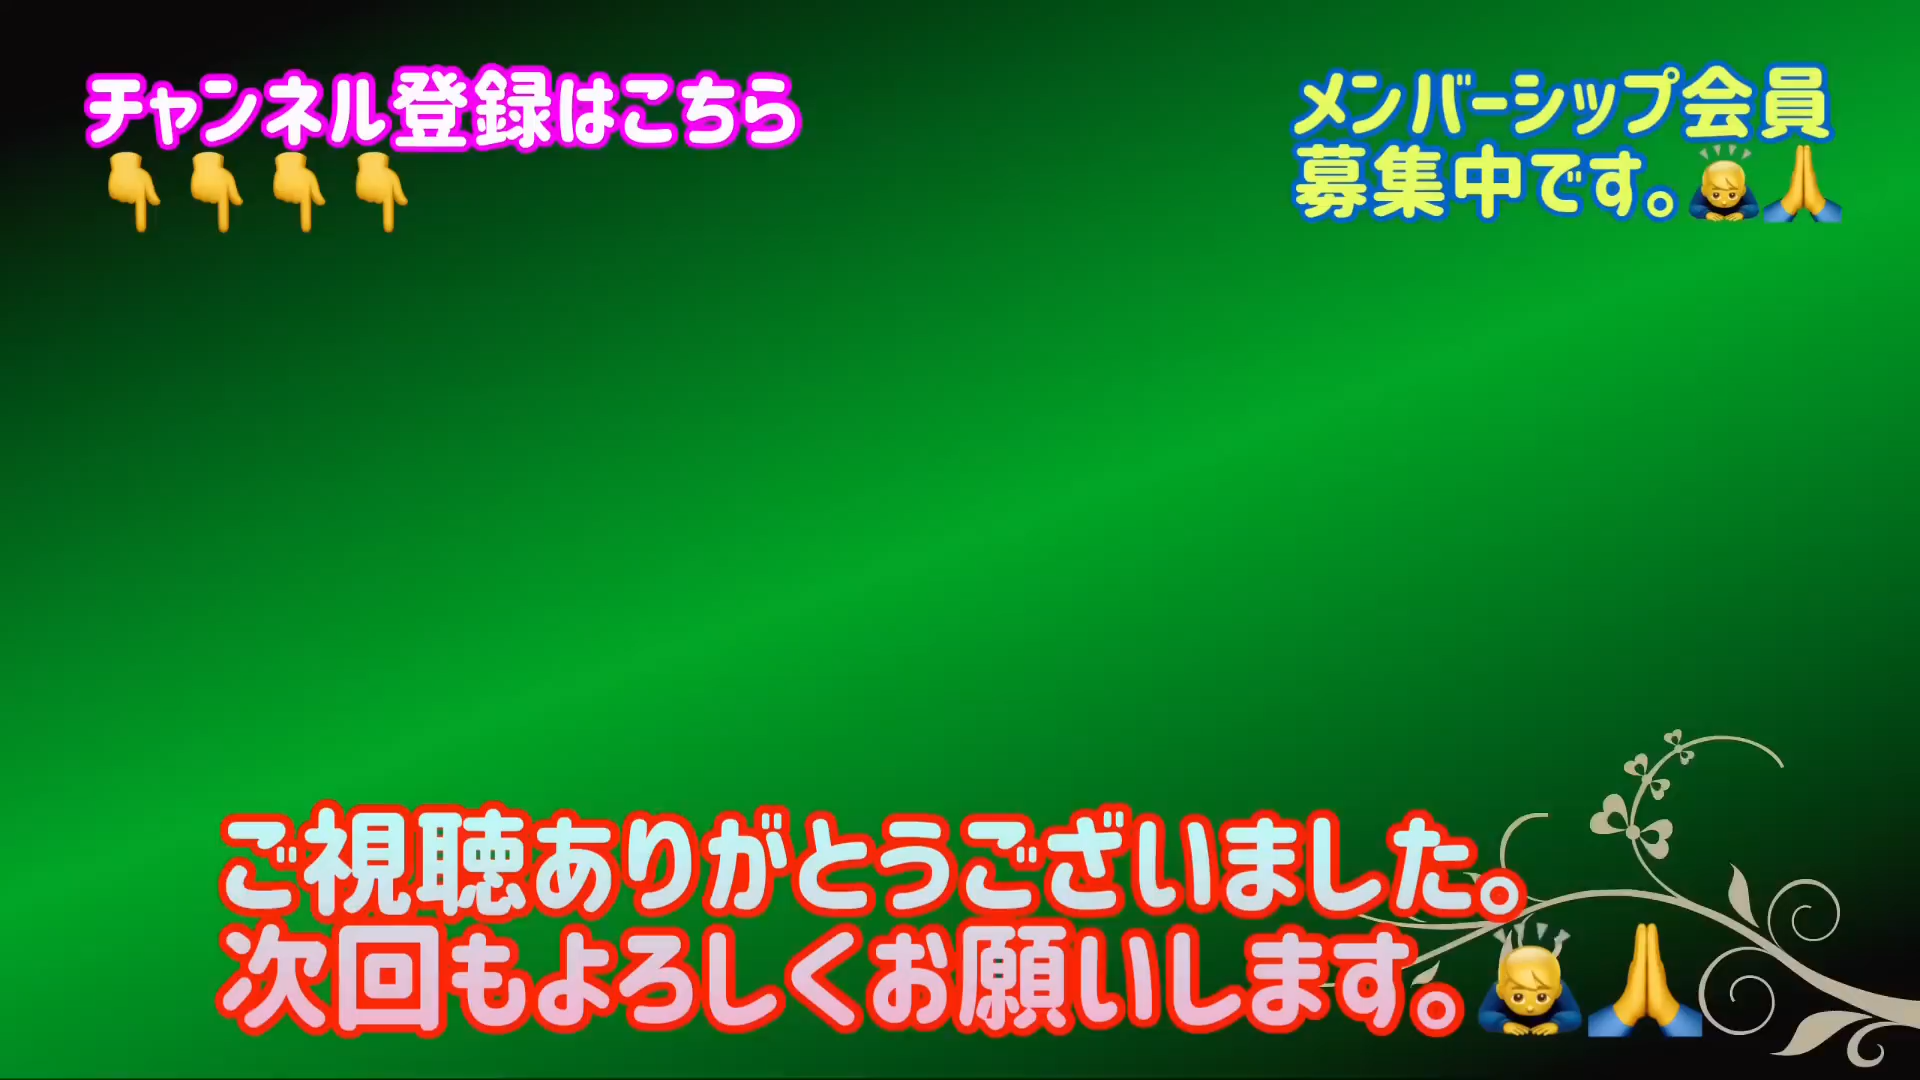 チャンネル登録はこちら
👇👇👇👇
メンバーシップ会員
募集中です。🙇🙏
ご視聴ありがとうございました。
次回もよろしくお願いします。🙇🙏